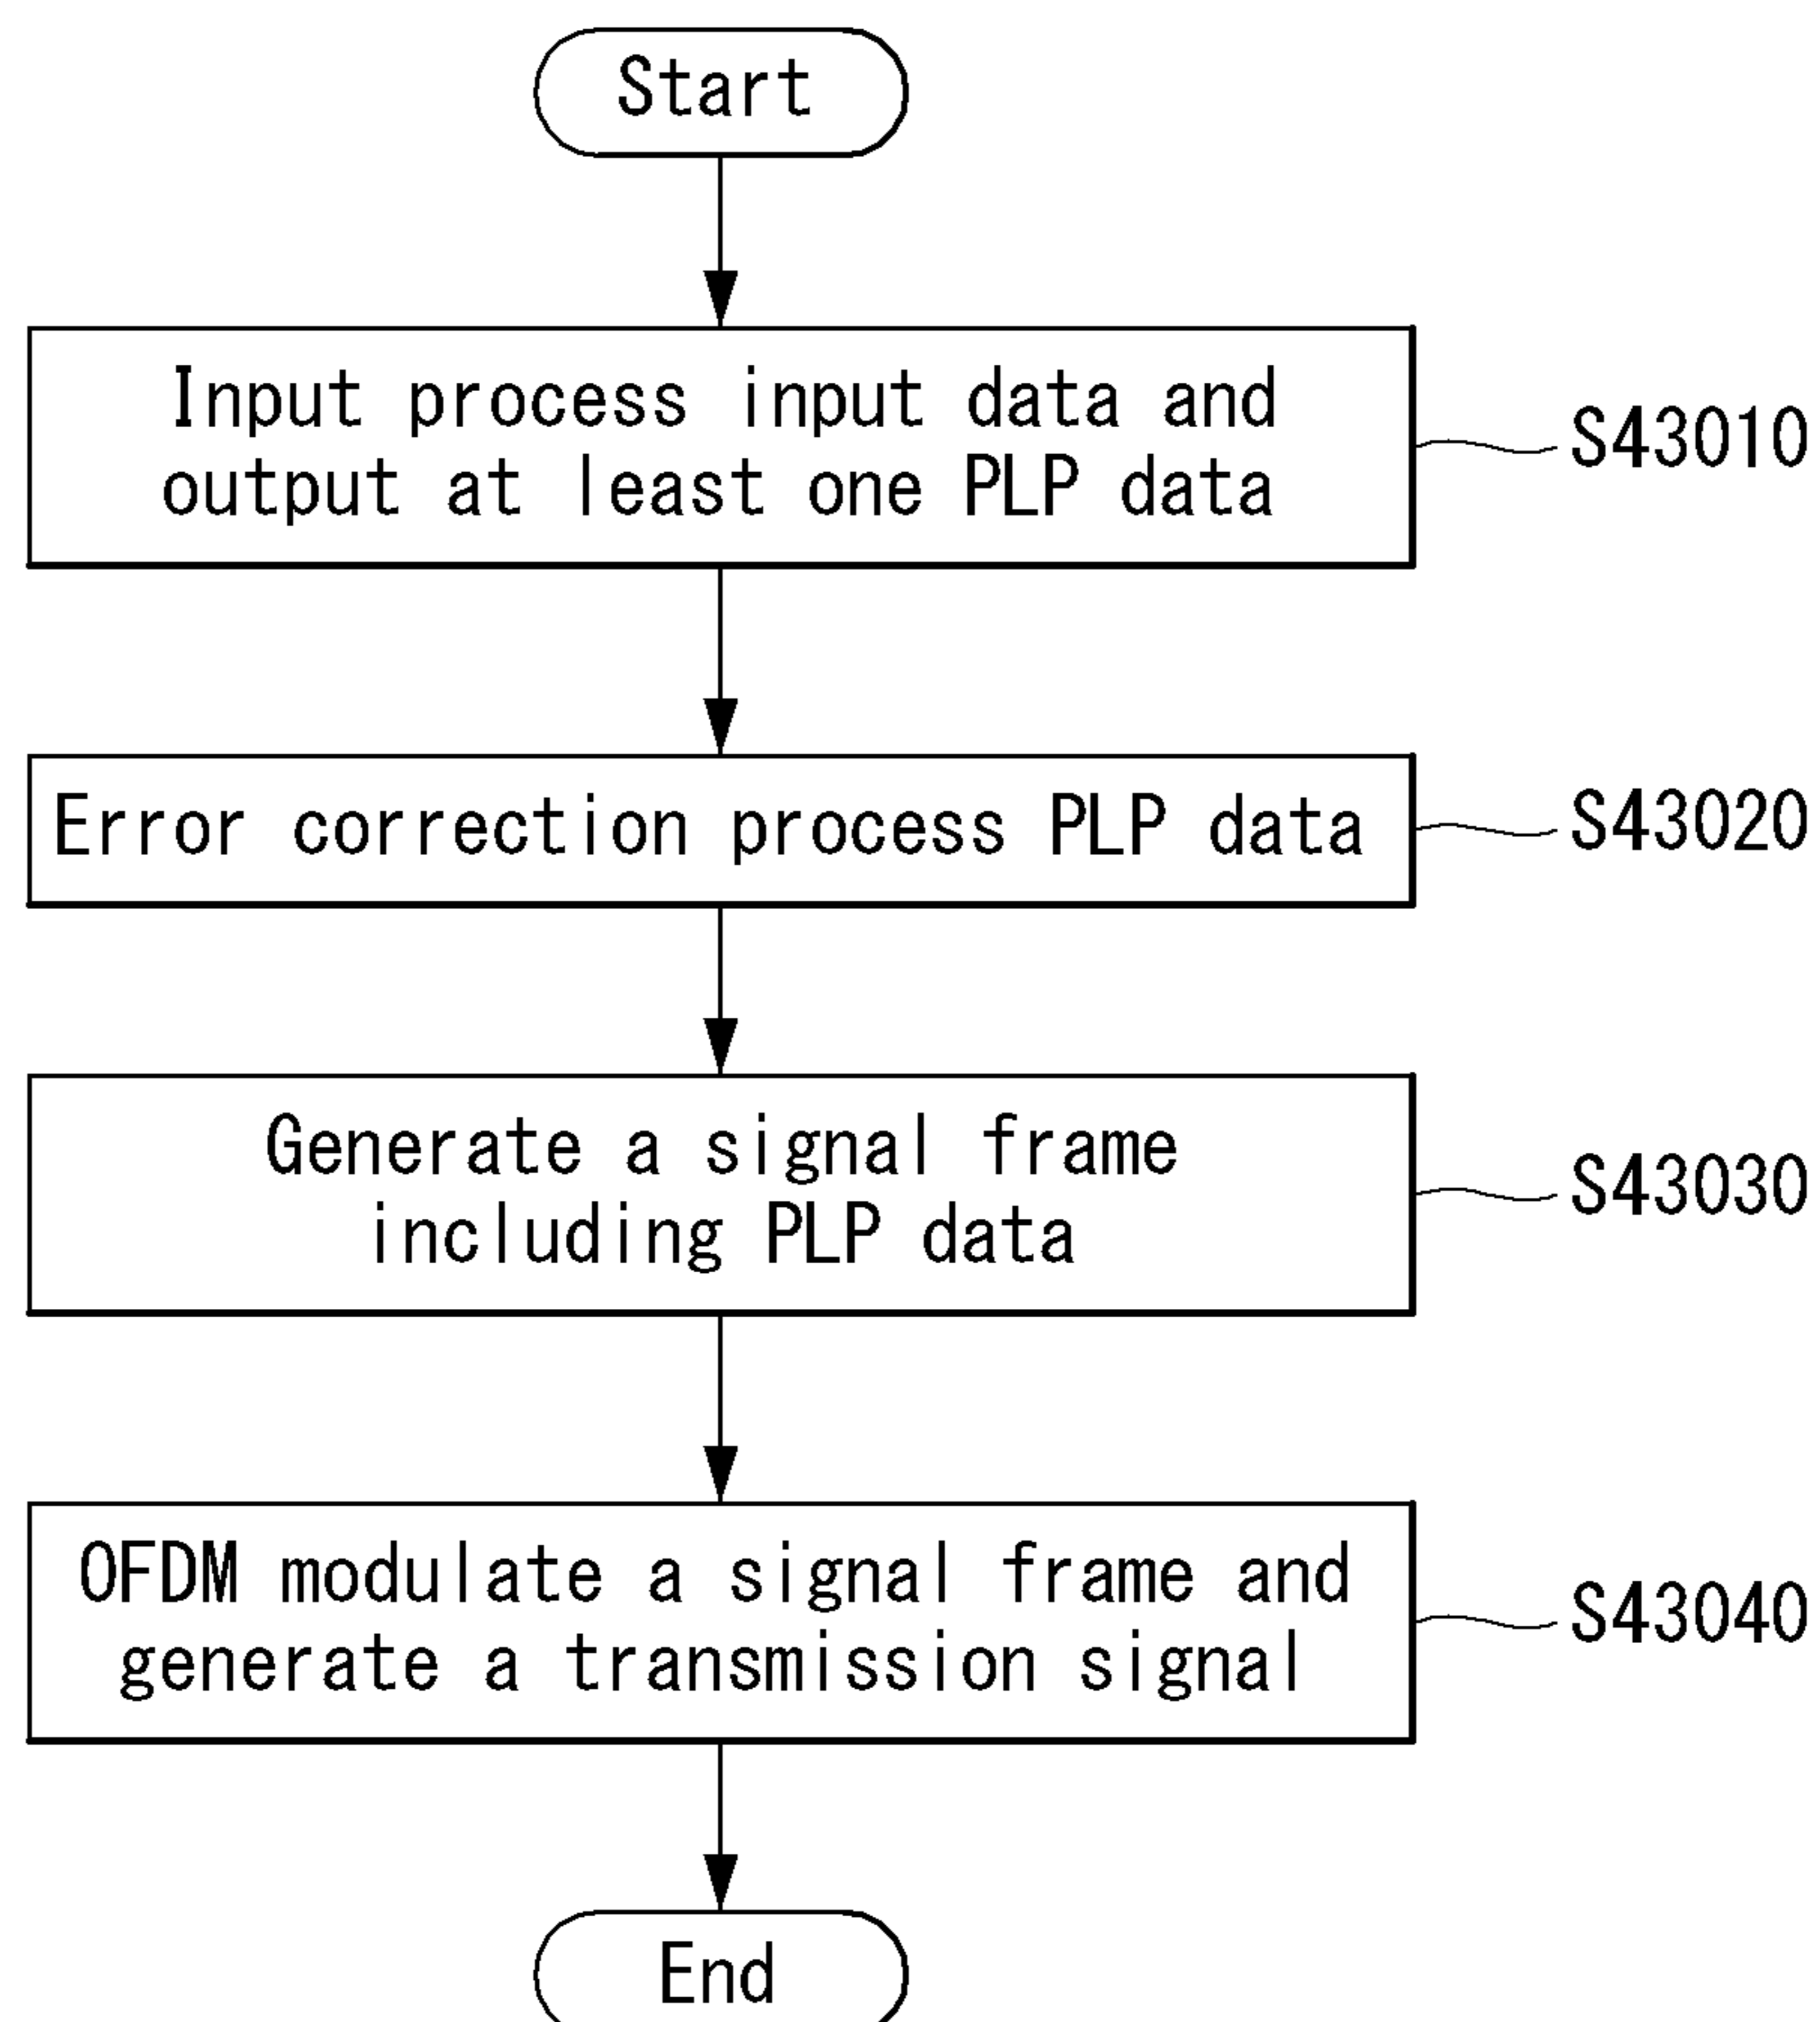 Start
Input process input data and
output at least one PLP data
S43010
Error correction process PLP data
S43020
Generate a signal frame
including PLP data
S43030
OFDM modulate a signal frame and
generate a transmission signal
S43040
End